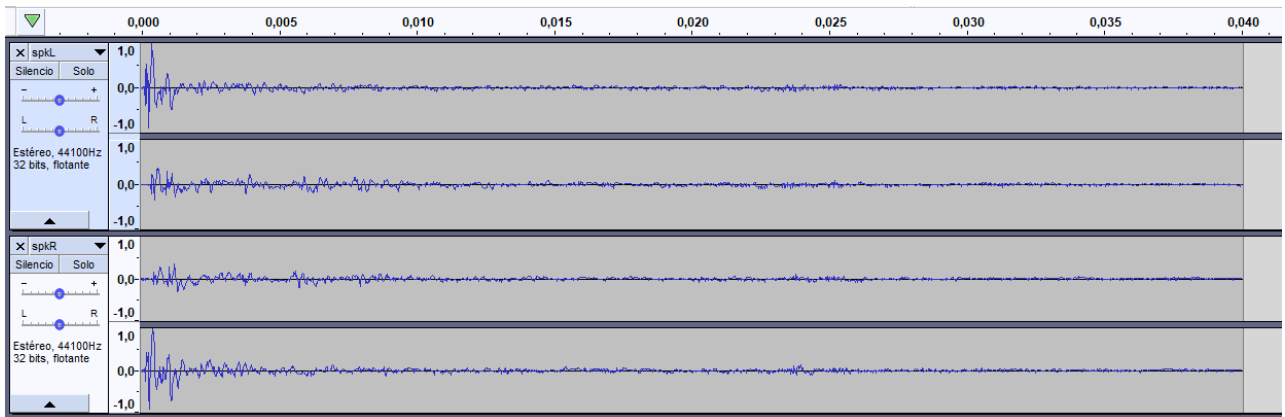 0,000 0,005 0,010 0,015 0,020 0,025 0,030 0,035 0,040
× spkL
Silencio Solo
- +
L R
Estéreo, 44100Hz
32 bits, flotante
1,0
0,0-
-1,0
1,0
0,0-
-1,0
× spkR
Silencio Solo
- +
L R
Estéreo, 44100Hz
32 bits, flotante
1,0
0,0-
-1,0
1,0
0,0-
-1,0